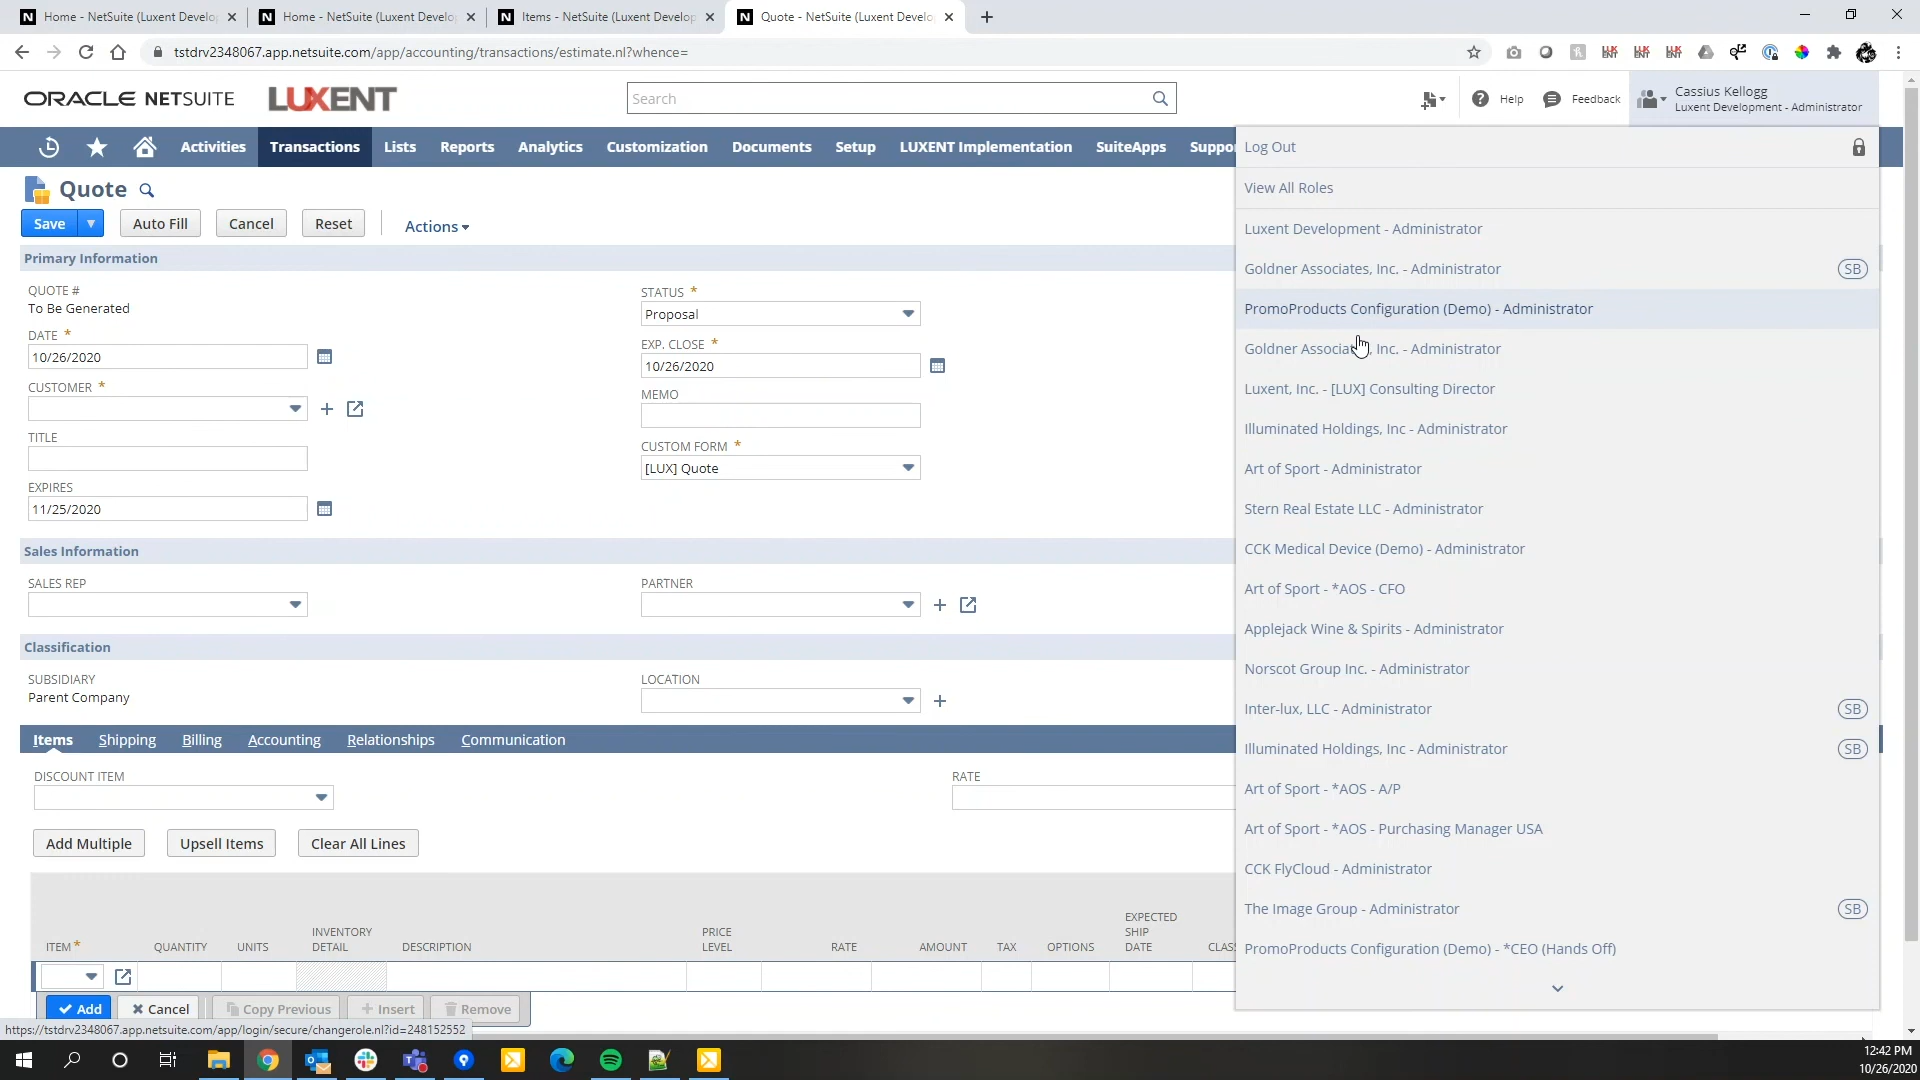 Home - NetSuite (Luxent Develop
Home - NetSuite (Luxent Develop
Items - NetSuite (Luxent Develop
Quote - NetSuite (Luxent Develo
tstdrv2348067.app.netsuite.com/app/accounting/transactions/estimate.nl?whence=
ORACLE NETSUITE
LUXENT
Search
Help
Feedback
Cassius Kellogg
Luxent Development - Administrator
Activities
Transactions
Lists
Reports
Analytics
Customization
Documents
Setup
LUXENT Implementation
SuiteApps
Suppo
Quote
Save
Auto Fill
Cancel
Reset
Actions
Primary Information
QUOTE #
To Be Generated
DATE *
10/26/2020
CUSTOMER *
TITLE
EXPIRES
11/25/2020
STATUS *
Proposal
EXP. CLOSE *
10/26/2020
MEMO
CUSTOM FORM *
[LUX] Quote
Sales Information
SALES REP
PARTNER
Classification
SUBSIDIARY
Parent Company
LOCATION
Items
Shipping
Billing
Accounting
Relationships
Communication
DISCOUNT ITEM
RATE
Add Multiple
Upsell Items
Clear All Lines
ITEM *
QUANTITY
UNITS
INVENTORY
DETAIL
DESCRIPTION
PRICE
LEVEL
RATE
AMOUNT
TAX
OPTIONS
EXPECTED
SHIP
DATE
CLAS
Add
Cancel
Copy Previous
Insert
Remove
https://tstdrv2348067.app.netsuite.com/app/login/secure/changerole.nl?id=248152552
Log Out
View All Roles
Luxent Development - Administrator
Goldner Associates, Inc. - Administrator
SB
PromoProducts Configuration (Demo) - Administrator
Goldner Associat , Inc. - Administrator
Luxent, Inc. - [LUX] Consulting Director
Illuminated Holdings, Inc - Administrator
Art of Sport - Administrator
Stern Real Estate LLC - Administrator
CCK Medical Device (Demo) - Administrator
Art of Sport - *AOS - CFO
Applejack Wine & Spirits - Administrator
Norscot Group Inc. - Administrator
Inter-lux, LLC - Administrator
SB
Illuminated Holdings, Inc - Administrator
SB
Art of Sport - *AOS - A/P
Art of Sport - *AOS - Purchasing Manager USA
CCK FlyCloud - Administrator
The Image Group - Administrator
SB
PromoProducts Configuration (Demo) - *CEO (Hands Off)
12:42 PM
10/26/2020